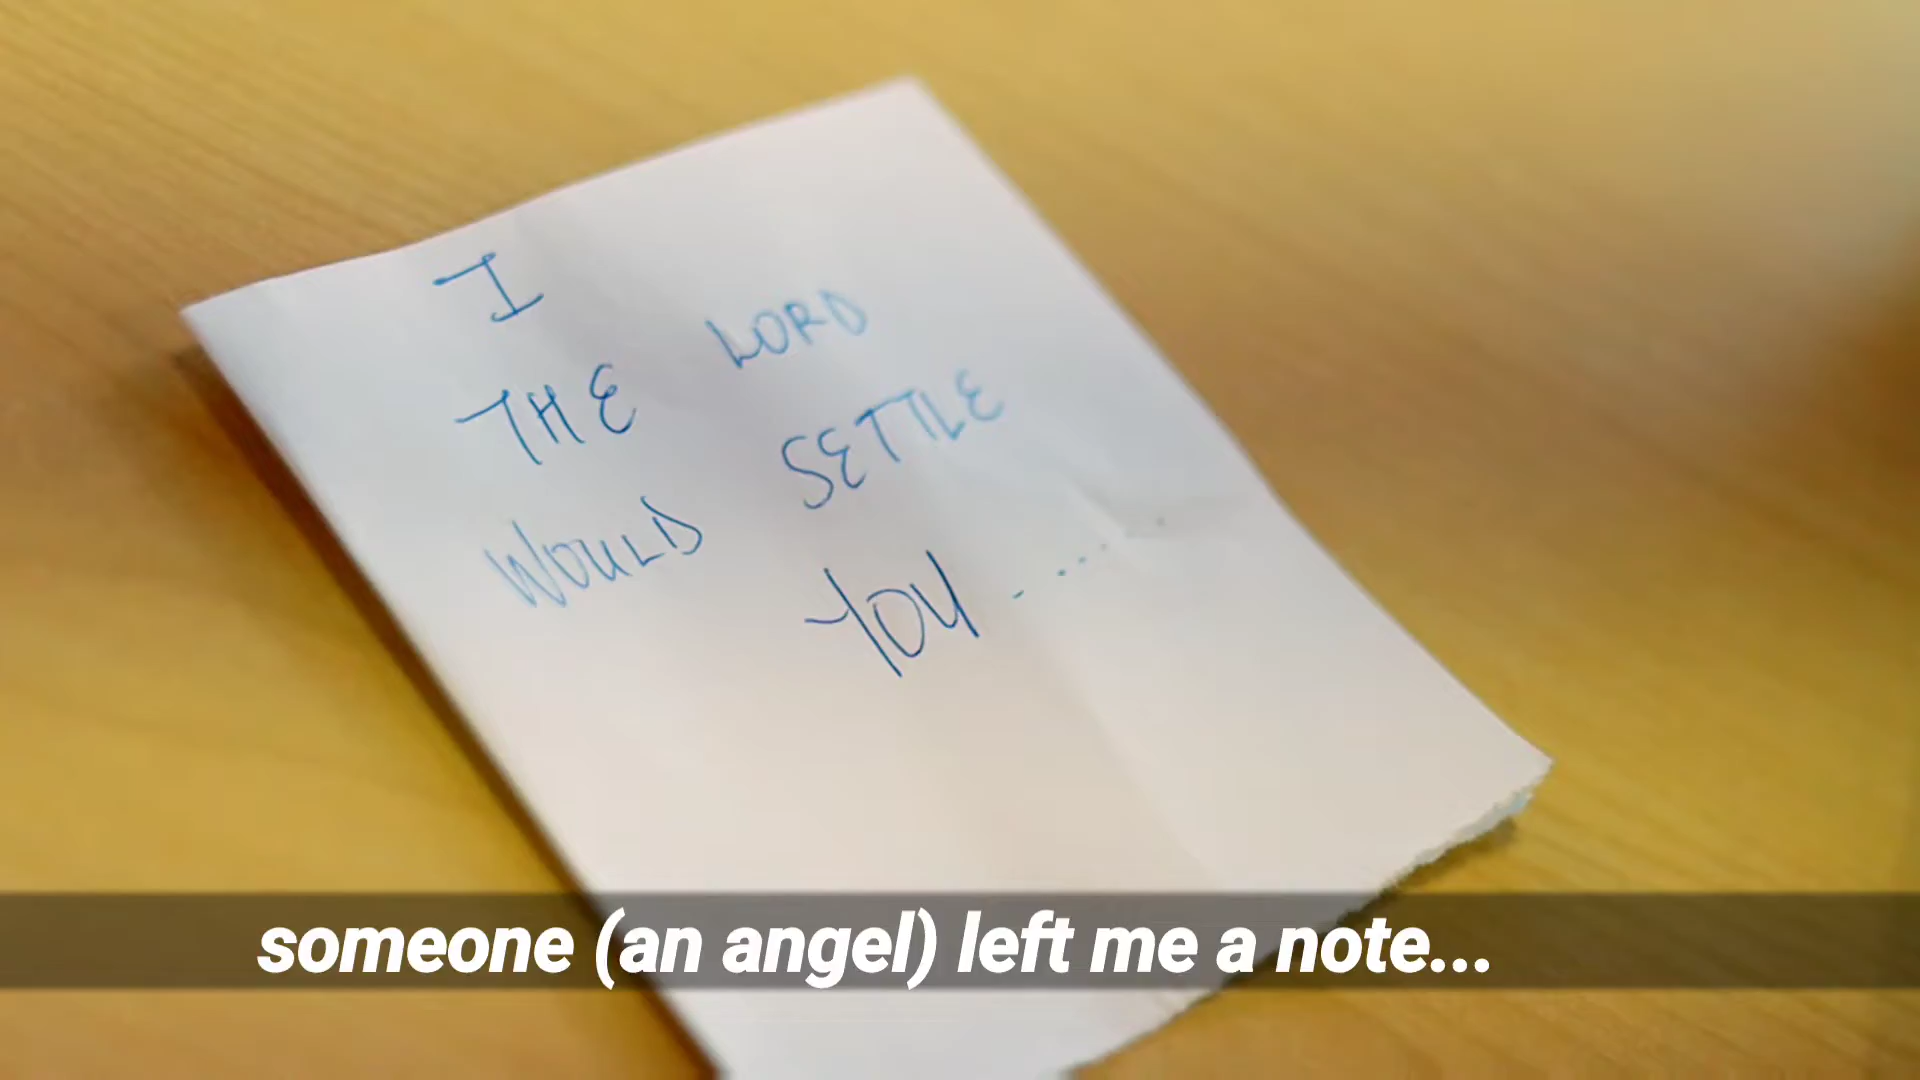 I
THE LORD
WOULD SETTLE
YOU.....
someone (an angel) left me a note...